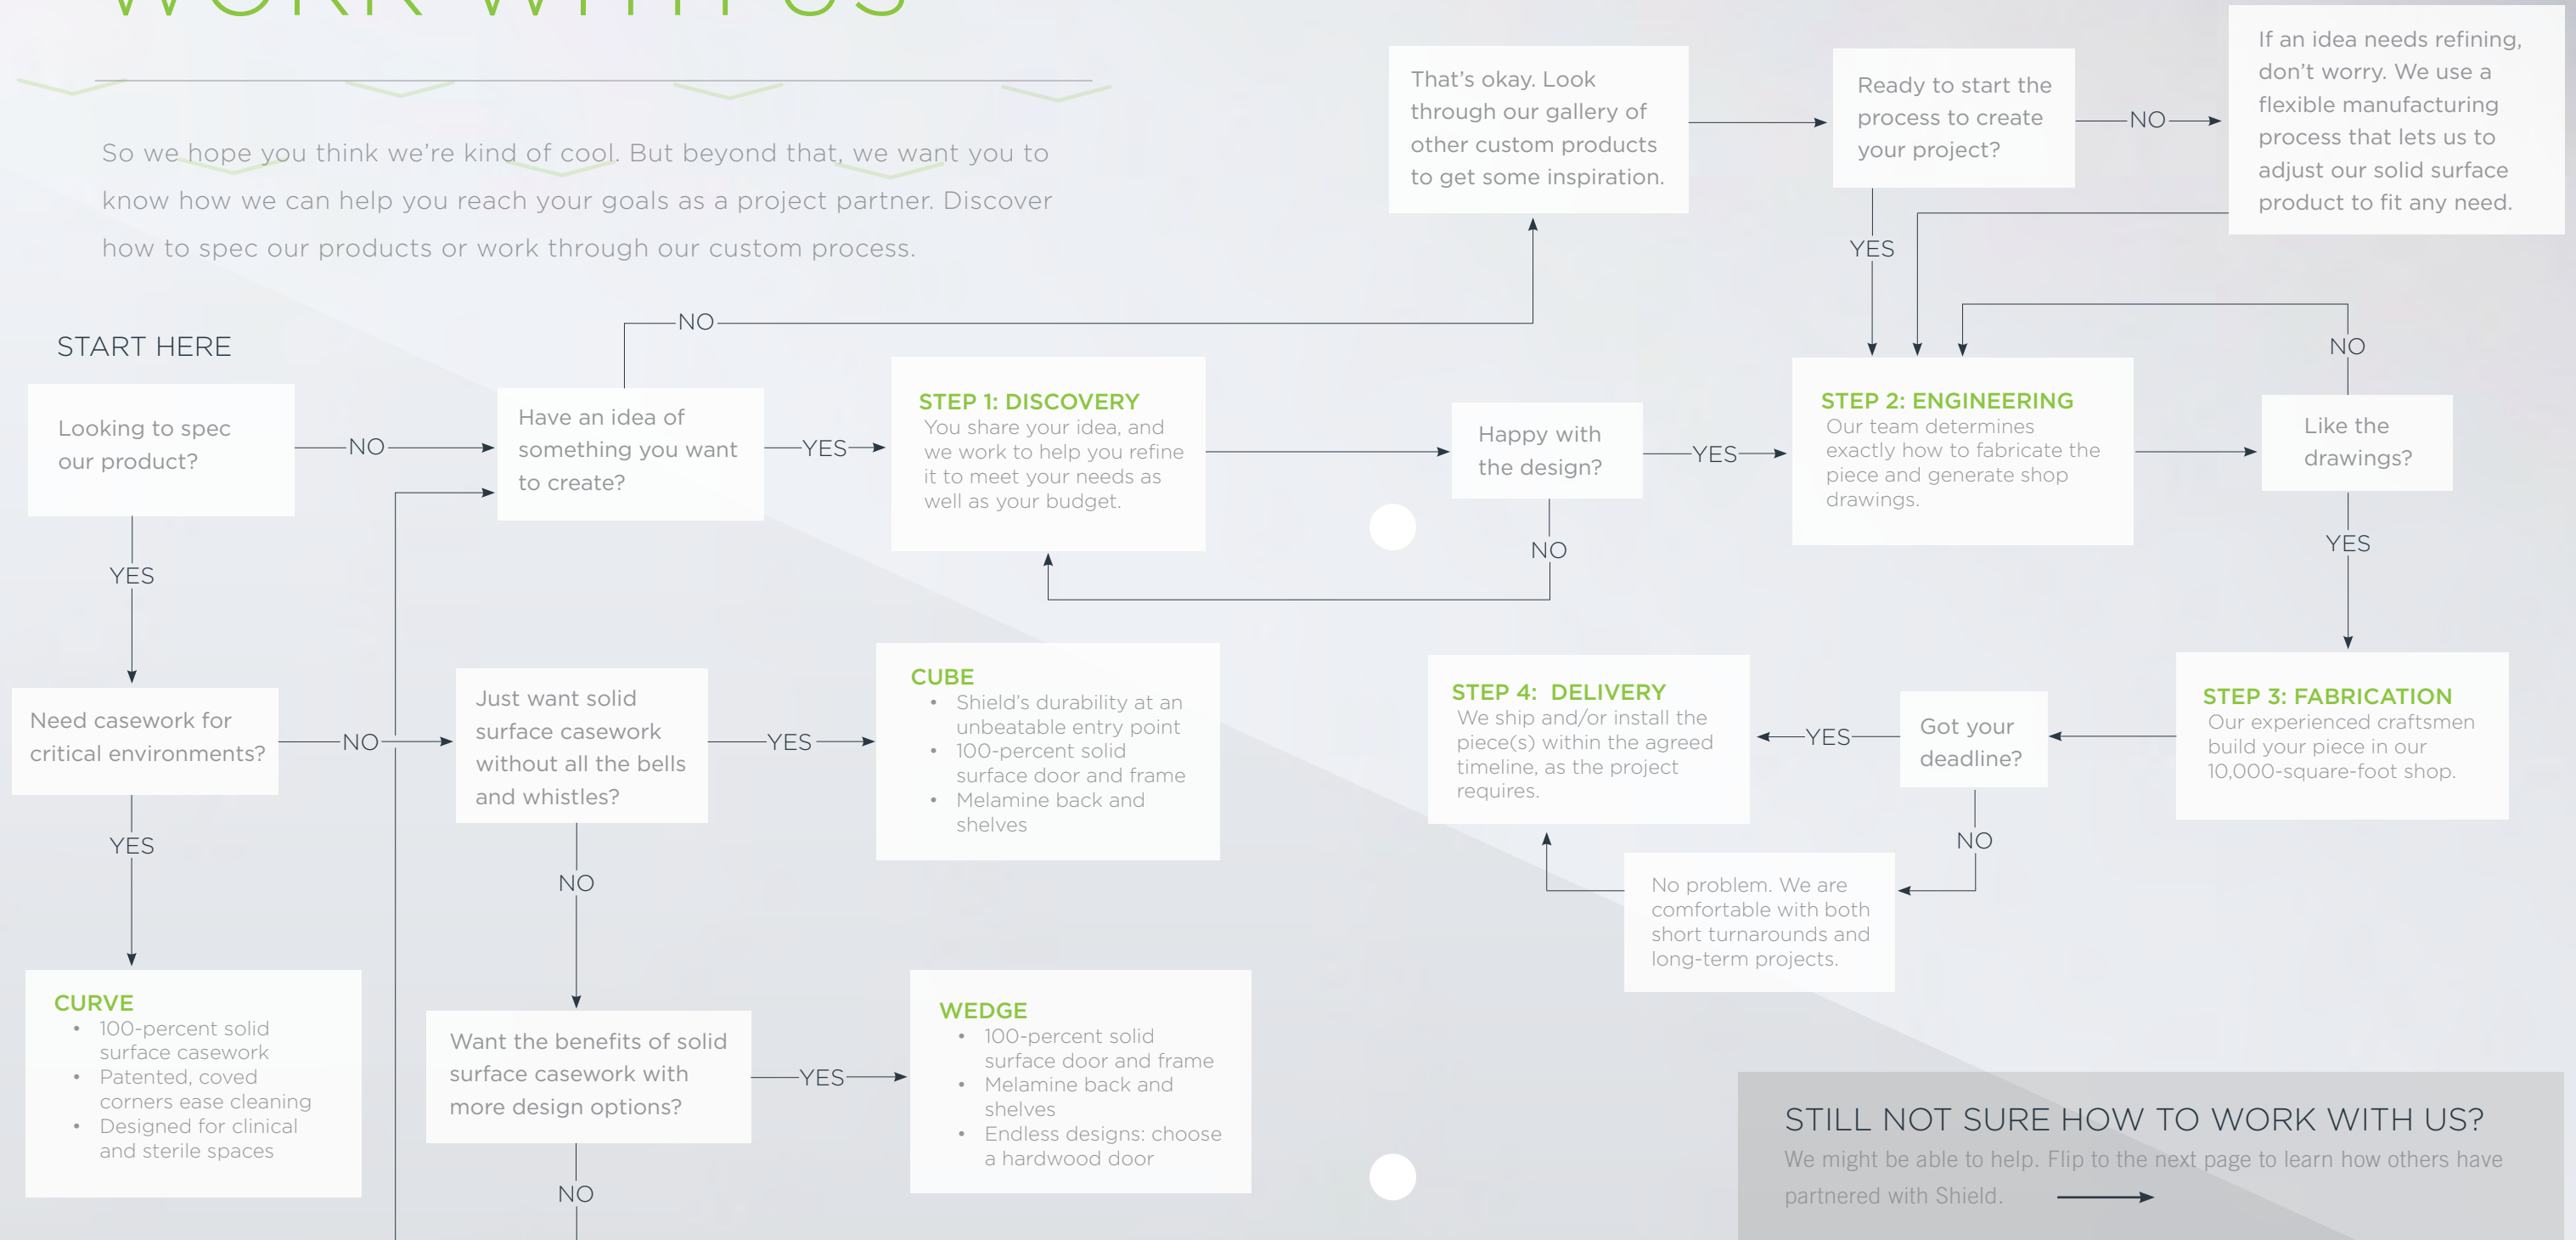 WORK WITH US
So we hope you think we're kind of cool. But beyond that, we want you to
know how we can help you reach your goals as a project partner. Discover
how to spec our products or work through our custom process.
START HERE
Looking to spec
our product?
NO
YES
Have an idea of
something you want
to create?
NO
YES
That's okay. Look
through our gallery of
other custom products
to get some inspiration.
Ready to start the
process to create
your project?
NO
YES
If an idea needs refining,
don't worry. We use a
flexible manufacturing
process that lets us to
adjust our solid surface
product to fit any need.
STEP 1: DISCOVERY
You share your idea, and
we work to help you refine
it to meet your needs as
well as your budget.
Happy with
the design?
YES
NO
STEP 2: ENGINEERING
Our team determines
exactly how to fabricate the
piece and generate shop
drawings.
Like the
drawings?
NO
YES
STEP 3: FABRICATION
Our experienced craftsmen
build your piece in our
10,000-square-foot shop.
Got your
deadline?
YES
NO
No problem. We are
comfortable with both
short turnarounds and
long-term projects.
STEP 4: DELIVERY
We ship and/or install the
piece(s) within the agreed
timeline, as the project
requires.
Need casework for
critical environments?
NO
YES
CURVE
• 100-percent solid
surface casework
• Patented, coved
corners ease cleaning
• Designed for clinical
and sterile spaces
Just want solid
surface casework
without all the bells
and whistles?
YES
NO
CUBE
• Shield's durability at an
unbeatable entry point
• 100-percent solid
surface door and frame
• Melamine back and
shelves
Want the benefits of solid
surface casework with
more design options?
YES
NO
WEDGE
• 100-percent solid
surface door and frame
• Melamine back and
shelves
• Endless designs: choose
a hardwood door
STILL NOT SURE HOW TO WORK WITH US?
We might be able to help. Flip to the next page to learn how others have
partnered with Shield.